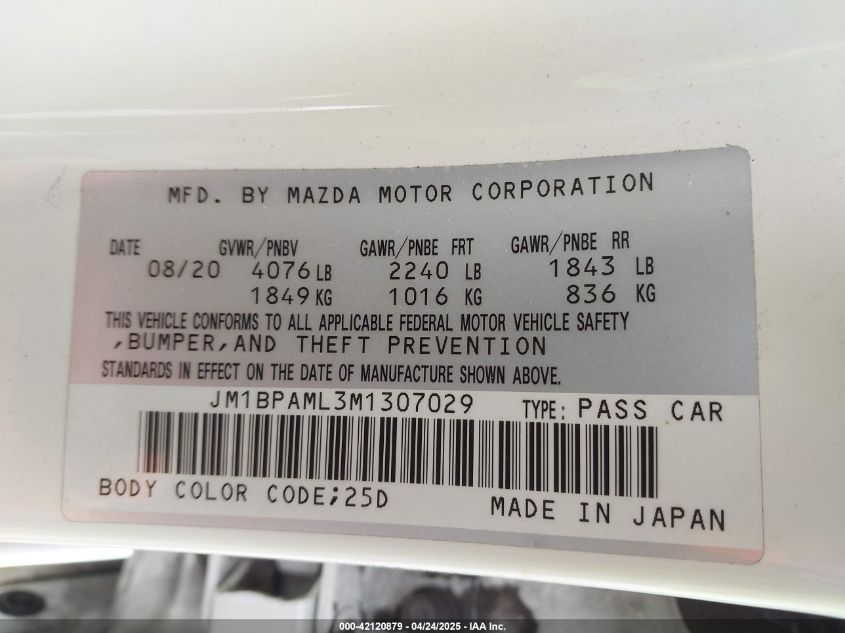 MFD. BY MAZDA MOTOR CORPORATION
DATE GVWR/PNBV GAWR/PNBE FRT GAWR/PNBE RR
08/20 4076 LB 2240 LB 1843 LB
1849 KG 1016 KG 836 KG
THIS VEHICLE CONFORMS TO ALL APPLICABLE FEDERAL MOTOR VEHICLE SAFETY
,BUMPER,AND THEFT PREVENTION
STANDARDS IN EFFECT ON THE DATE OF MANUFACTURE SHOWN ABOVE.
JM1BPAML3M1307029 TYPE: PASS CAR
BODY COLOR CODE;25D MADE IN JAPAN
000-42120879 - 04/24/2025 - IAA Inc.